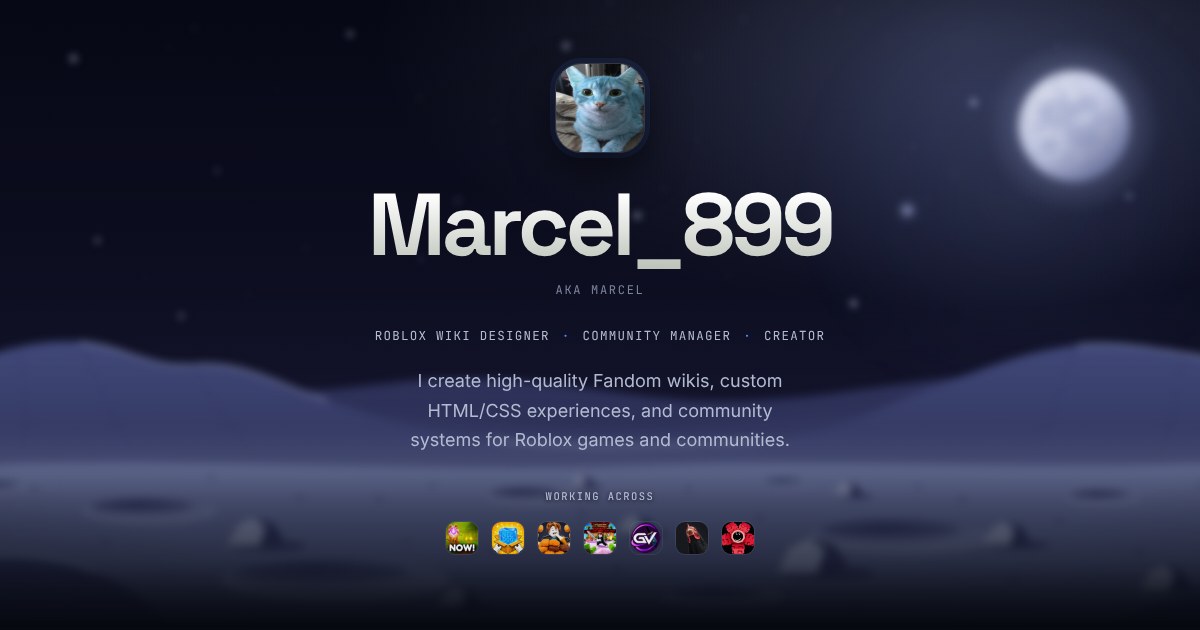 Marcel_899
AKA MARCEL
ROBLOX WIKI DESIGNER · COMMUNITY MANAGER · CREATOR
I create high-quality Fandom wikis, custom
HTML/CSS experiences, and community
systems for Roblox games and communities.
WORKING ACROSS
NOW!
GV